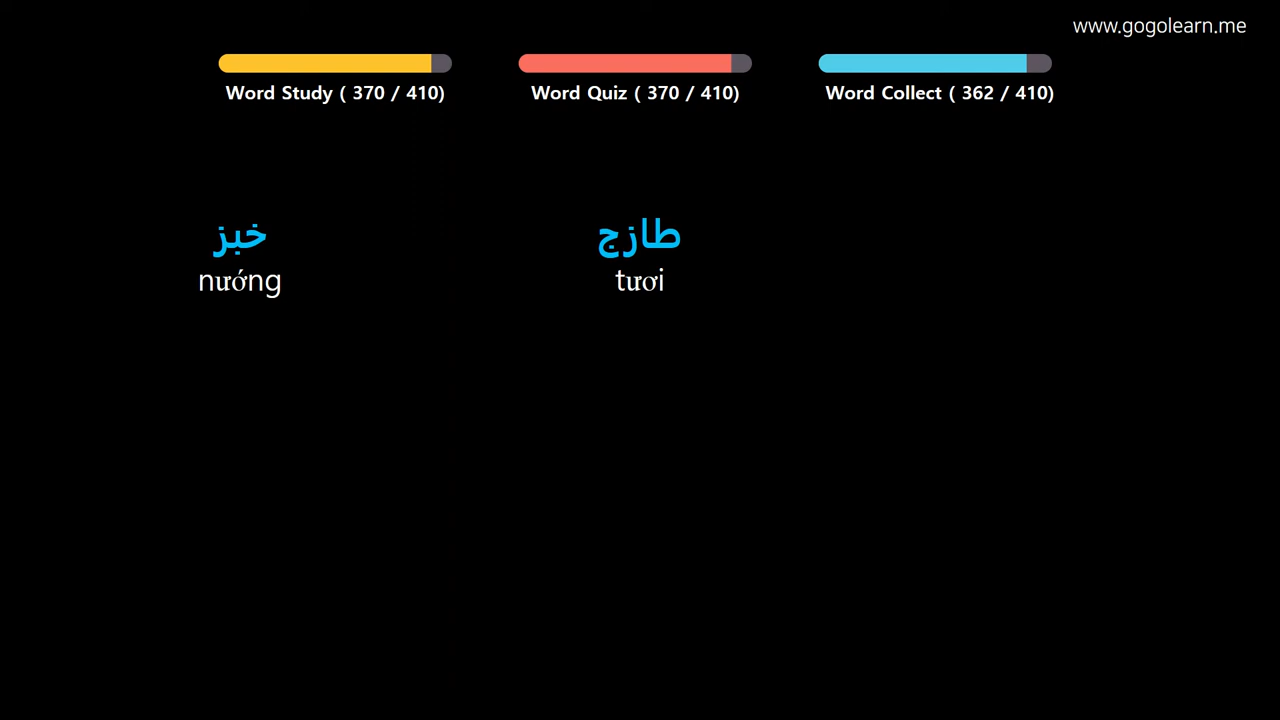 www.gogolearn.me
Word Study ( 370 / 410)
Word Quiz ( 370 / 410)
Word Collect ( 362 / 410)
خبز
nướng
طازج
tươi